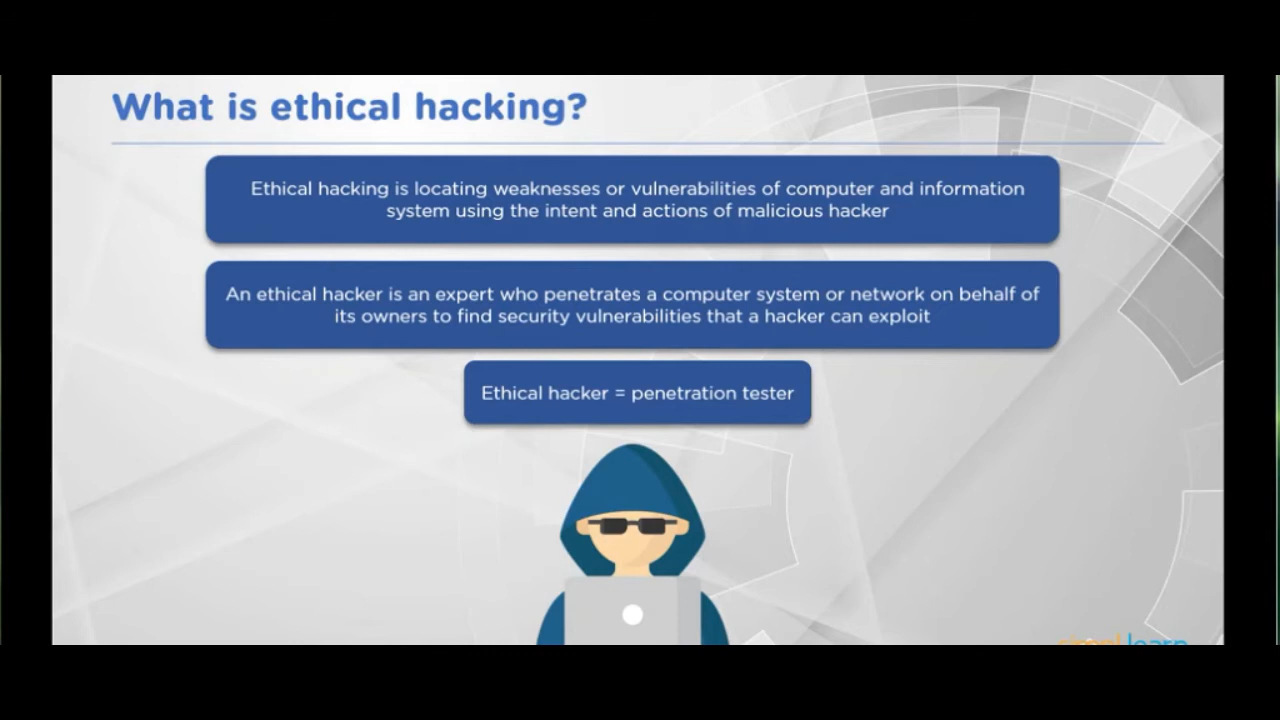 What is ethical hacking?
Ethical hacking is locating weaknesses or vulnerabilities of computer and information
system using the intent and actions of malicious hacker
An ethical hacker is an expert who penetrates a computer system or network on behalf of
its owners to find security vulnerabilities that a hacker can exploit
Ethical hacker = penetration tester